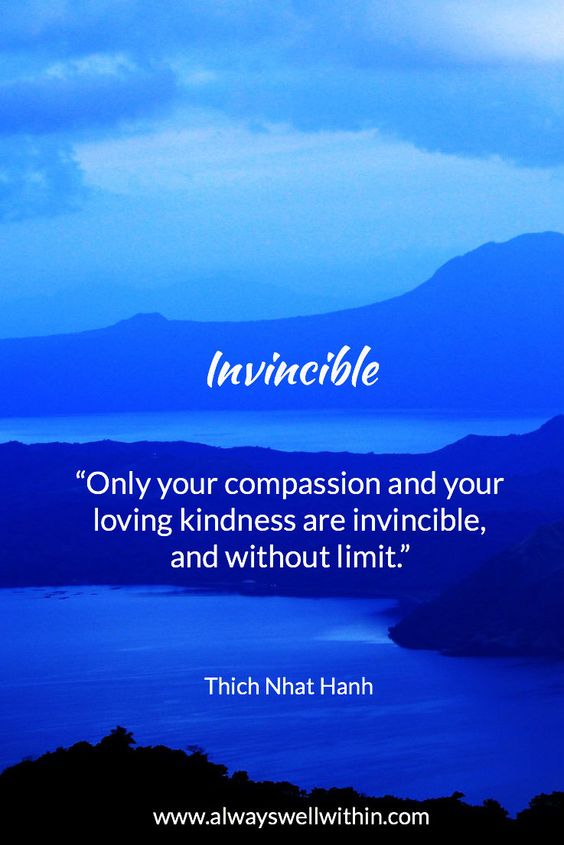 Invincible
“Only your compassion and your
loving kindness are invincible,
and without limit.”
Thich Nhat Hanh
www.alwayswellwithin.com